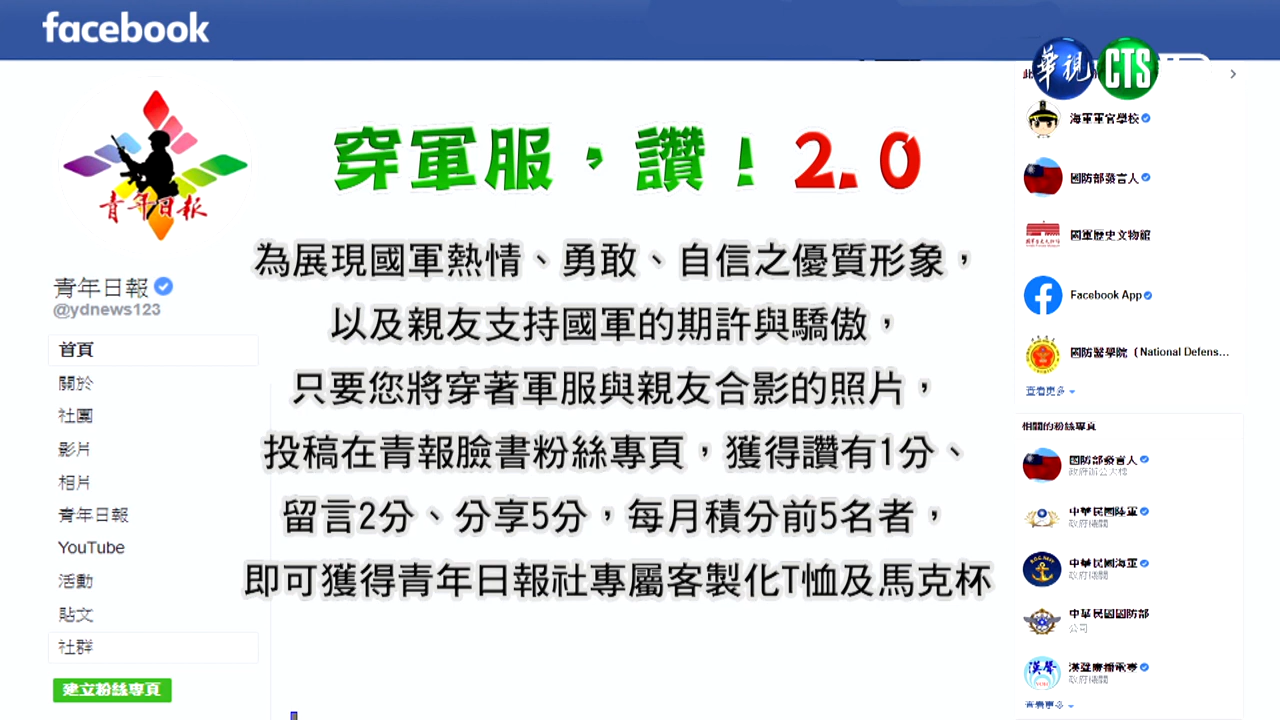 facebook
華視
CTS
青年日報
青年日報
@ydnews123
首頁
關於
社團
影片
相片
青年日報
YouTube
活動
貼文
社群
建立粉絲專頁
穿軍服，讚！2.0
為展現國軍熱情、勇敢、自信之優質形象，
以及親友支持國軍的期許與驕傲，
只要您將穿著軍服與親友合影的照片，
投稿在青報臉書粉絲專頁，獲得讚有1分、
留言2分、分享5分，每月積分前5名者，
即可獲得青年日報社專屬客製化T恤及馬克杯
海軍軍官學校
國防部發言人
國軍歷史文物館
Facebook App
國防醫學院（National Defens...
查看更多
相關的粉絲專頁
國防部發言人
政府辦公大樓
中華民國陸軍
政府機關
中華民國海軍
政府機關
中華民國國防部
公司
漢聲
漢聲廣播電臺
政府機關
查看更多